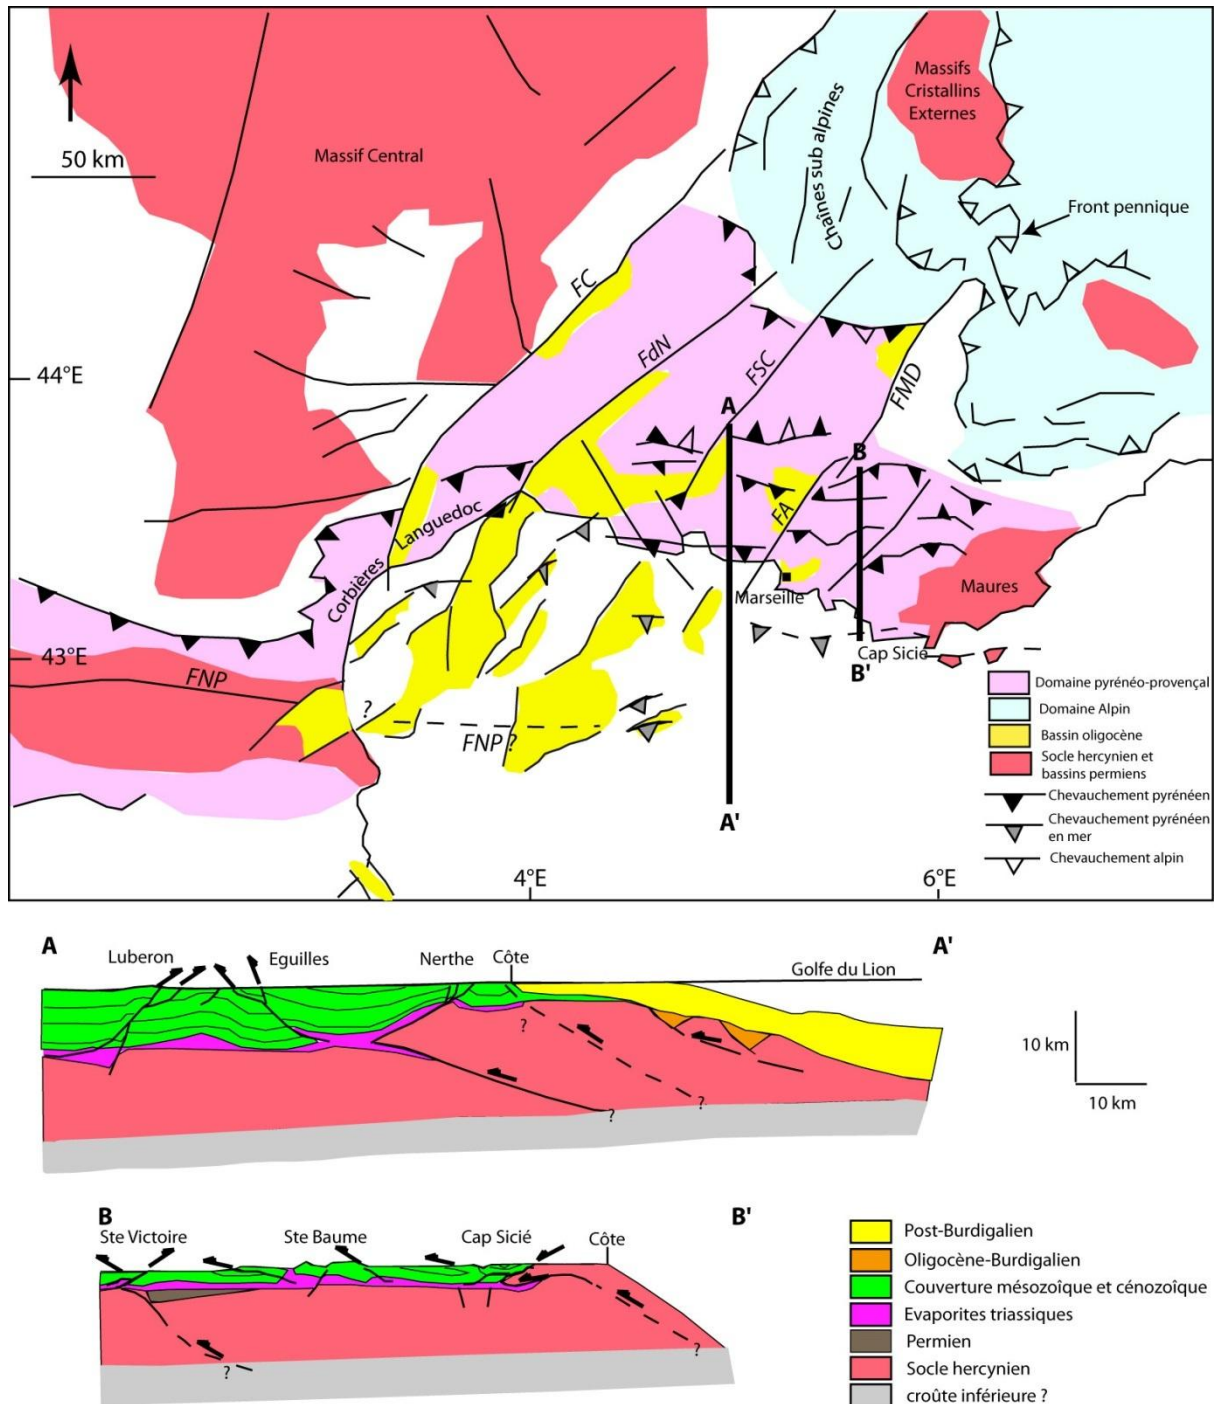 50 km
Massif Central
Massifs
Cristallins
Externes
Chaînes sub alpines
Front pennique
FC
FdN
FSC
FMD
44°E
A
B
FA
Languedoc
Corbières
Marseille
Maures
43°E
FNP
?
FNP ?
Cap Sicié
B'
A'
4°E
6°E
Domaine pyrénéo-provençal
Domaine Alpin
Bassin oligocène
Socle hercynien et
bassins permiens
Chevauchement pyrénéen
Chevauchement pyrénéen
en mer
Chevauchement alpin
A
A'
Luberon
Eguilles
Nerthe
Côte
Golfe du Lion
?
?
?
10 km
10 km
B
B'
Ste Victoire
Ste Baume
Cap Sicié
Côte
?
?
Post-Burdigalien
Oligocène-Burdigalien
Couverture mésozoîque et cénozoîque
Evaporites triassiques
Permien
Socle hercynien
croûte inférieure ?